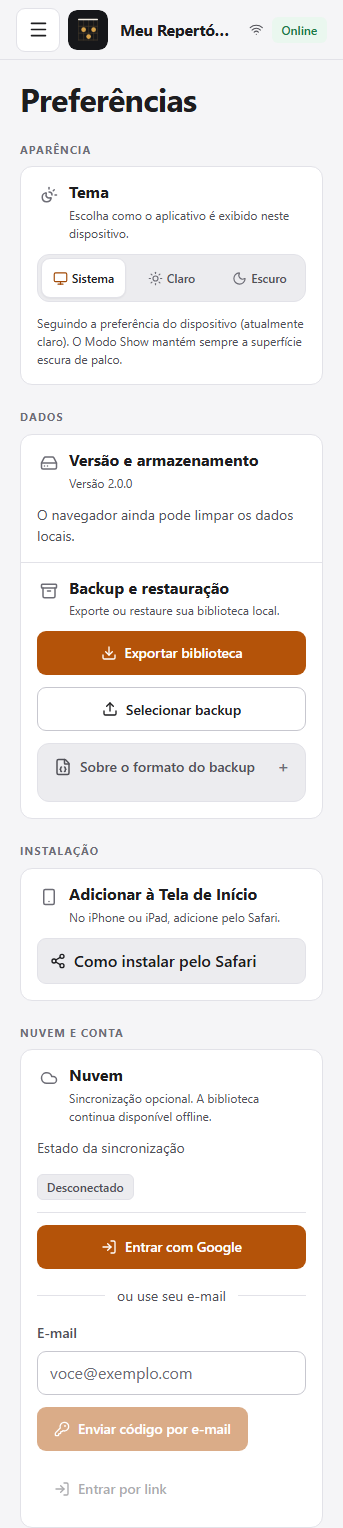 Meu Repertó...
Online
Preferências
APARÊNCIA
Tema
Escolha como o aplicativo é exibido neste
dispositivo.
Sistema
Claro
Escuro
Seguindo a preferência do dispositivo (atualmente
claro). O Modo Show mantém sempre a superfície
escura de palco.
DADOS
Versão e armazenamento
Versão 2.0.0
O navegador ainda pode limpar os dados
locais.
Backup e restauração
Exporte ou restaure sua biblioteca local.
Exportar biblioteca
Selecionar backup
Sobre o formato do backup +
INSTALAÇÃO
Adicionar à Tela de Início
No iPhone ou iPad, adicione pelo Safari.
Como instalar pelo Safari
NUVEM E CONTA
Nuvem
Sincronização opcional. A biblioteca
continua disponível offline.
Estado da sincronização
Desconectado
Entrar com Google
ou use seu e-mail
E-mail
voce@exemplo.com
Enviar código por e-mail
Entrar por link